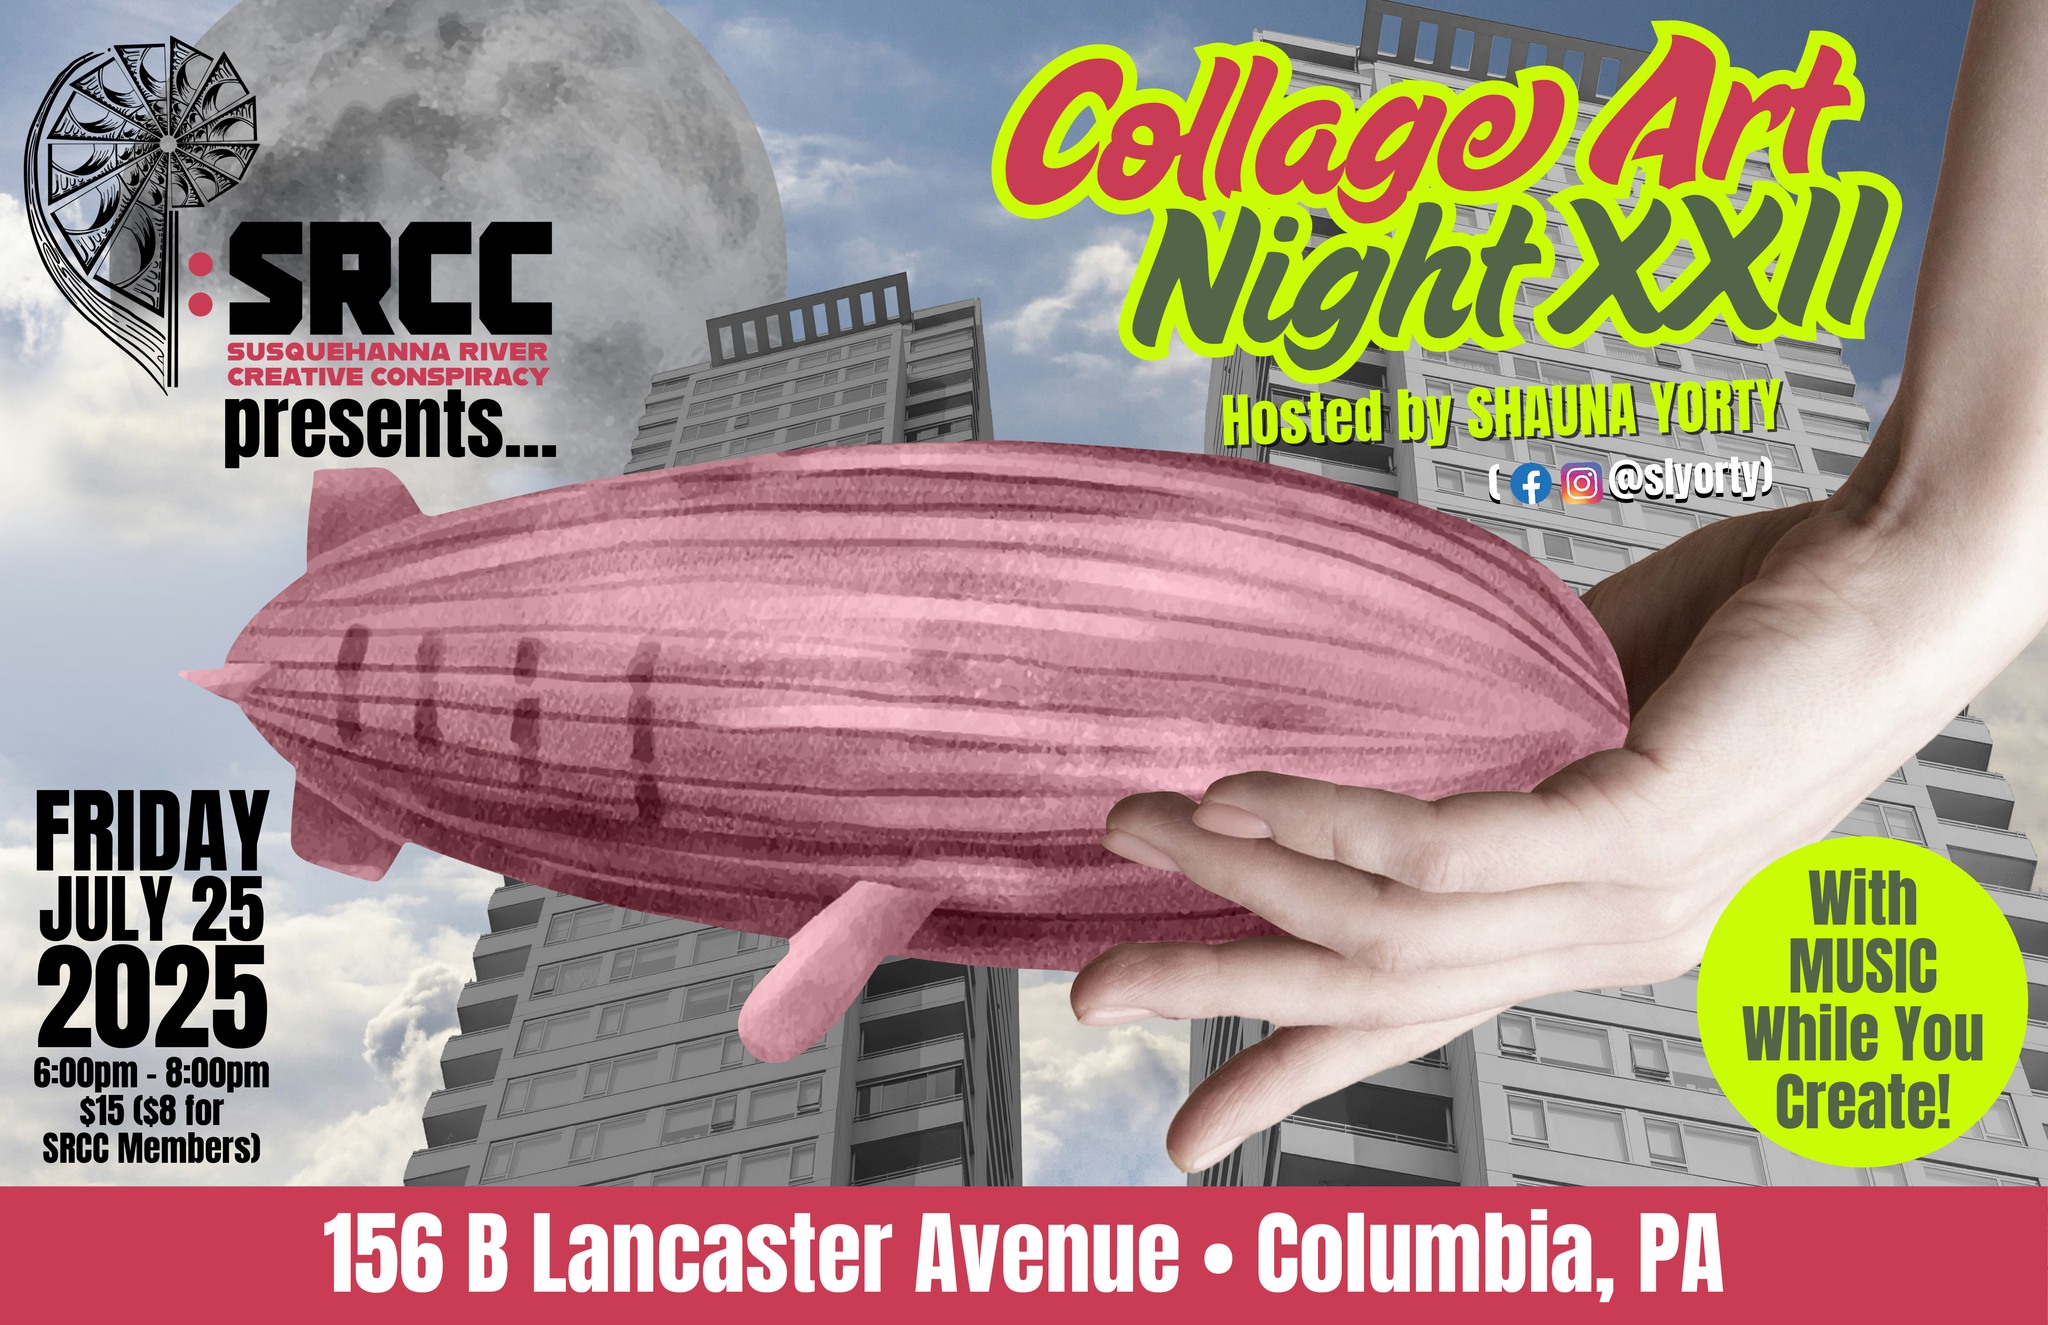 :SRCC
SUSQUEHANNA RIVER
CREATIVE CONSPIRACY
presents...
Collage Art
Night XXII
Hosted by SHAUNA YORTY
( @slyorty)
FRIDAY
JULY 25
2025
6:00pm - 8:00pm
$15 ($8 for
SRCC Members)
With
MUSIC
While You
Create!
156 B Lancaster Avenue • Columbia, PA